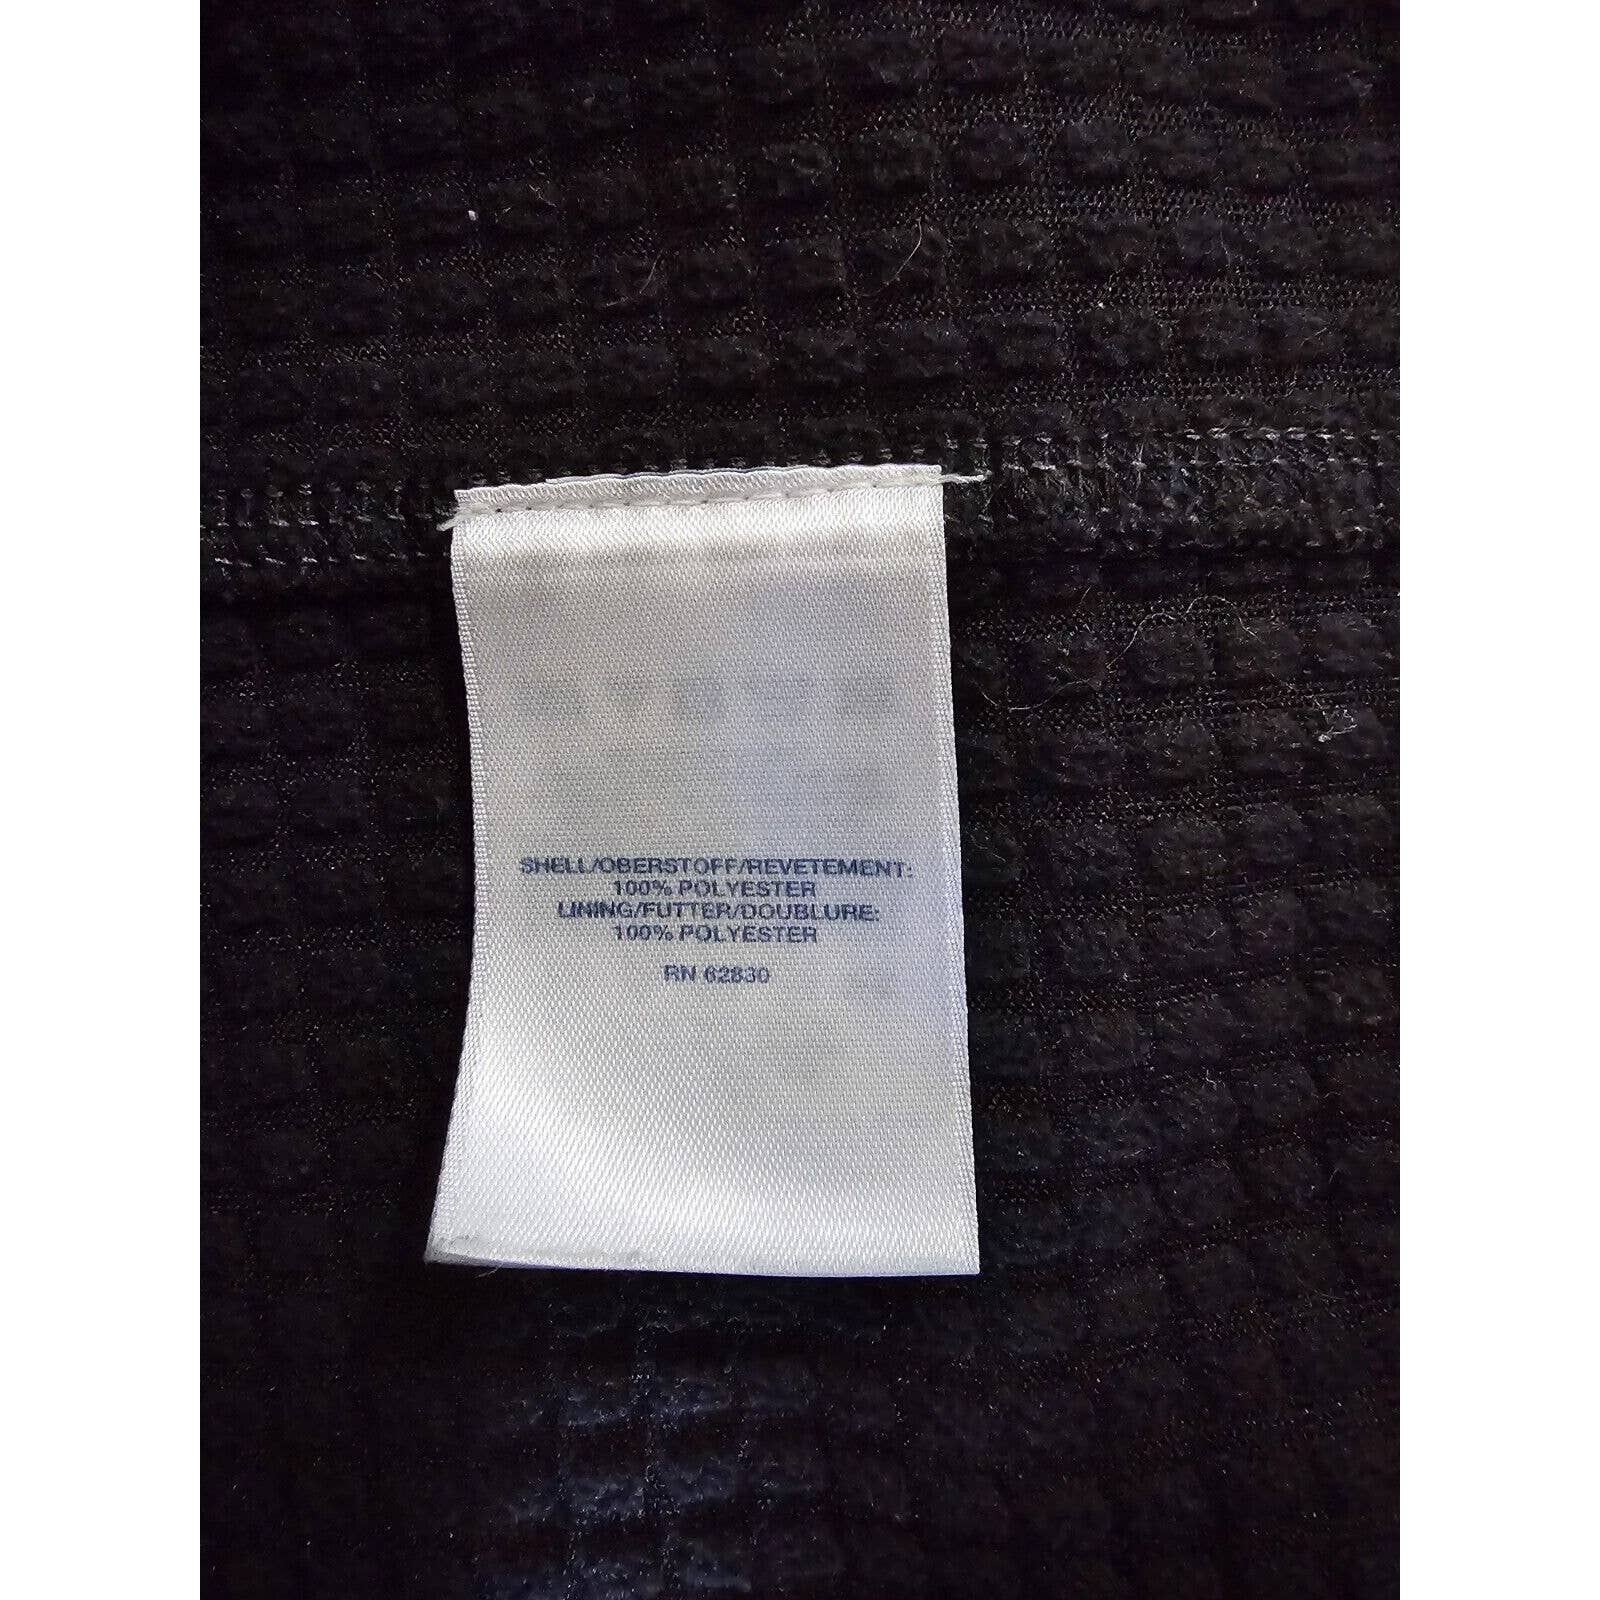 SHELL/OBERSTOFF/REVETEMENT:
100% POLYESTER
LINING/FUTTER/DOUBLURE:
100% POLYESTER
RN 62830